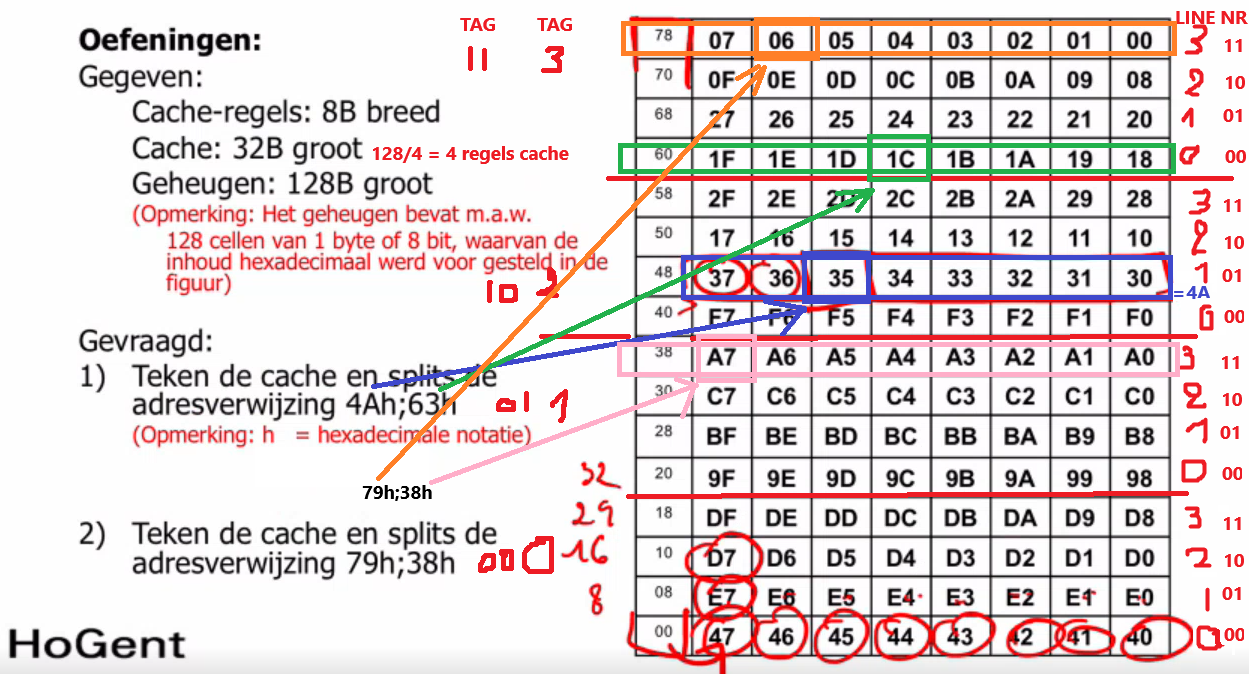 Oefeningen:
Gegeven:
Cache-regels: 8B breed
Cache: 32B groot 128/4 = 4 regels cache
Geheugen: 128B groot
(Opmerking: Het geheugen bevat m.a.w.
128 cellen van 1 byte of 8 bit, waarvan de
inhoud hexadecimaal werd voor gesteld in de
figuur)
Gevraagd:
1) Teken de cache en splits de
adresverwijzing 4Ah;63h
(Opmerking: h = hexadecimale notatie)
79h;38h
2) Teken de cache en splits de
adresverwijzing 79h;38h
HoGent
TAG TAG
11 3
10 2
01 1
00 0
LINE NR
78 07 06 05 04 03 02 01 00 3 11
70 0F 0E 0D 0C 0B 0A 09 08 2 10
68 27 26 25 24 23 22 21 20 1 01
60 1F 1E 1D 1C 1B 1A 19 18 0 00
58 2F 2E 2D 2C 2B 2A 29 28 3 11
50 17 16 15 14 13 12 11 10 2 10
48 37 36 35 34 33 32 31 30 1 01
=4A
40 F7 F6 F5 F4 F3 F2 F1 F0 0 00
38 A7 A6 A5 A4 A3 A2 A1 A0 3 11
30 C7 C6 C5 C4 C3 C2 C1 C0 2 10
28 BF BE BD BC BB BA B9 B8 1 01
32 20 9F 9E 9D 9C 9B 9A 99 98 0 00
29 18 DF DE DD DC DB DA D9 D8 3 11
16 10 D7 D6 D5 D4 D3 D2 D1 D0 2 10
8 08 E7 E6 E5 E4 E3 E2 E1 E0 1 01
00 47 46 45 44 43 42 41 40 0 00